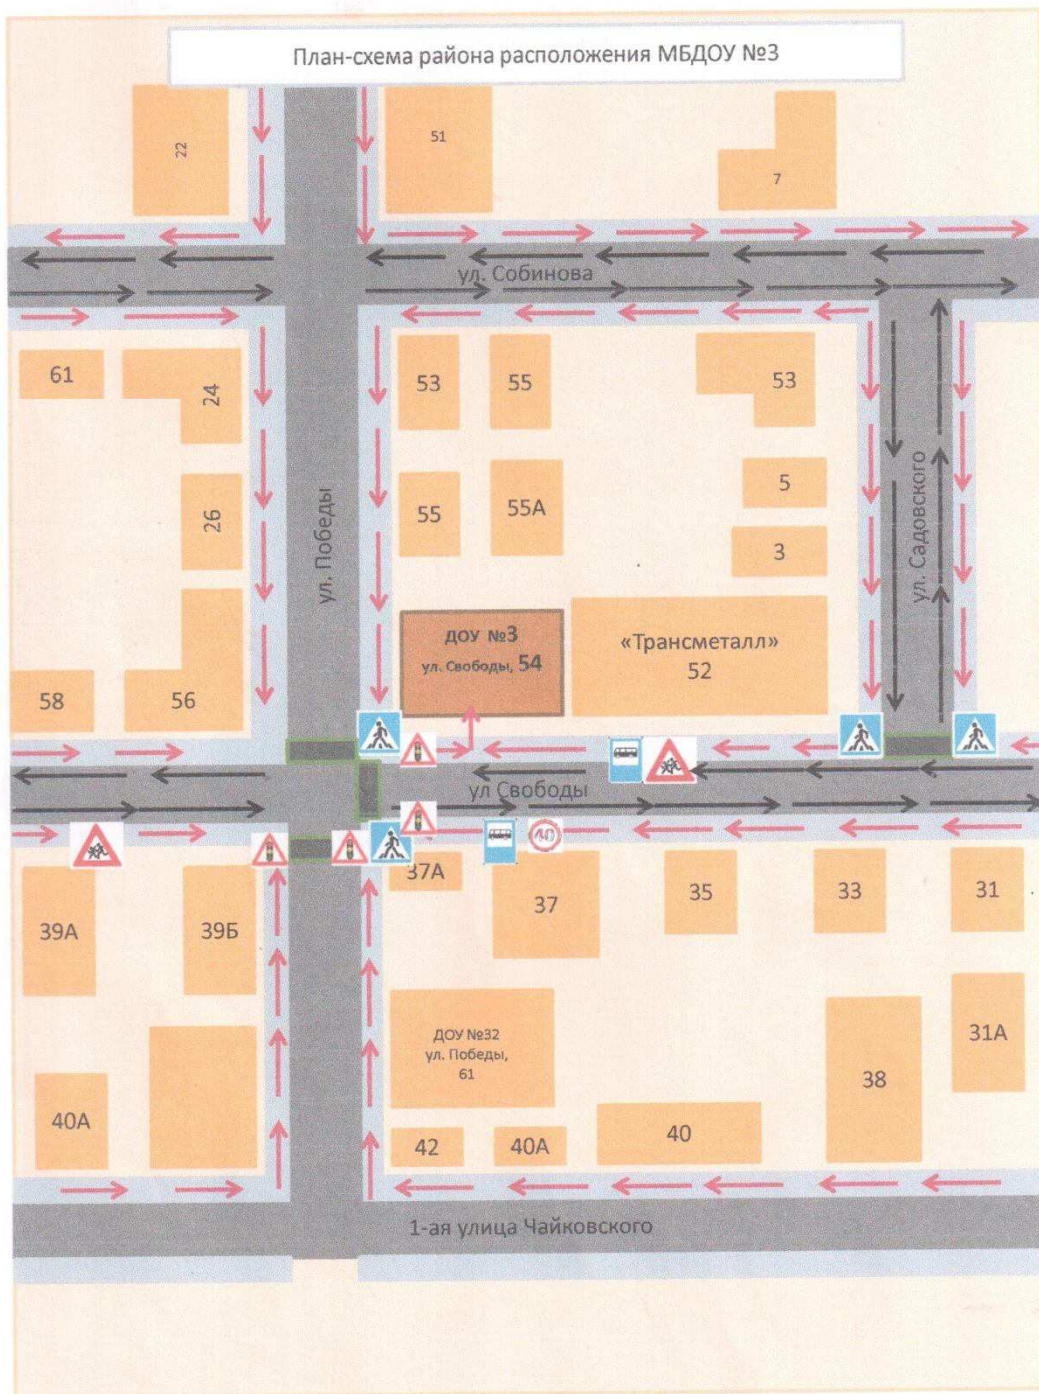 План-схема района расположения МБДОУ №3
22
51
7
ул. Собинова
61
24
53
55
53
26
55
55А
5
3
ул. Победы
ул. Садовского
ДОУ №3
ул. Свободы, 54
«Трансметалл»
52
58
56
ул Свободы
40
37А
37
35
33
31
39А
39Б
ДОУ №32
ул. Победы,
61
31А
38
40А
42
40А
40
1-ая улица Чайковского